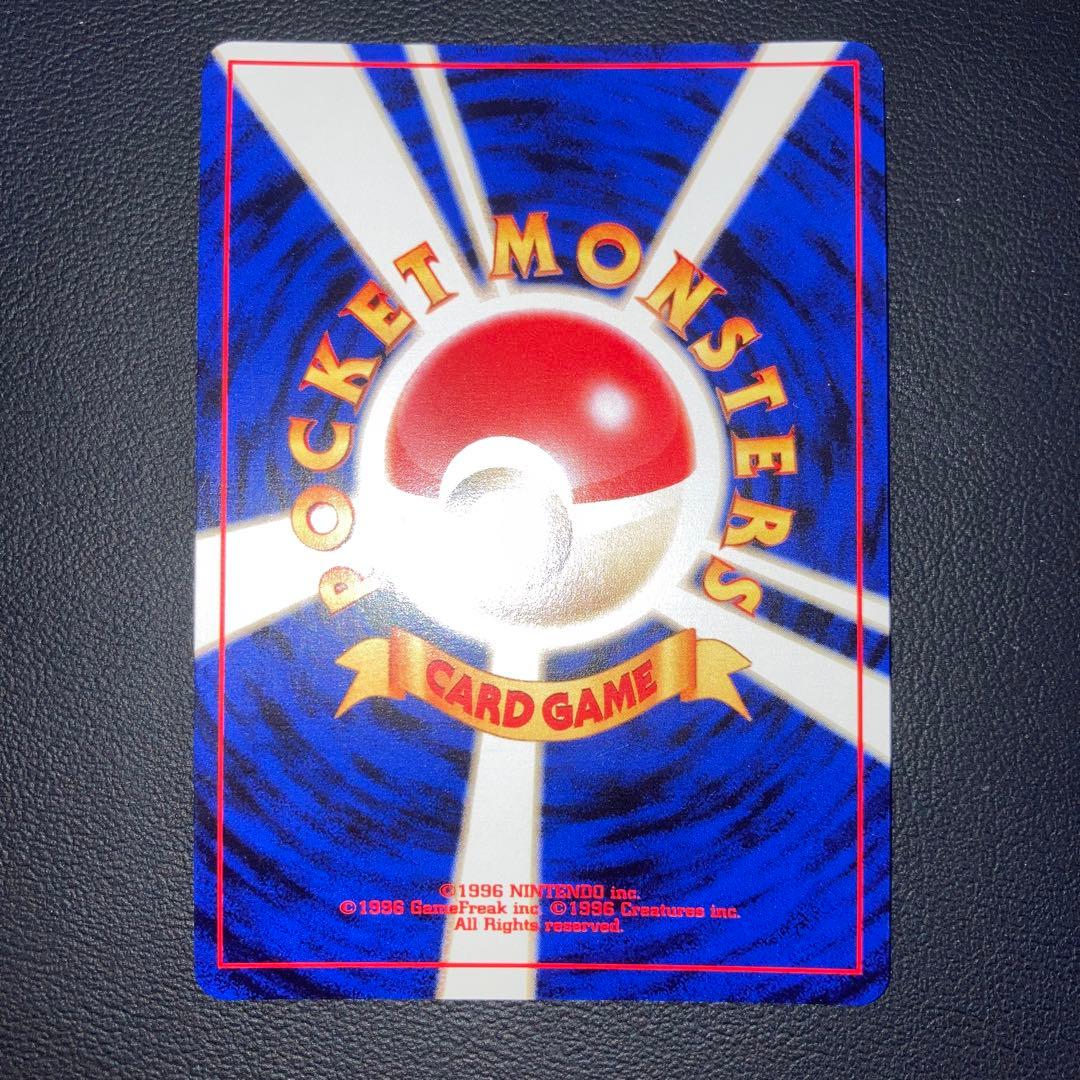 POCKET MONSTERS
CARD GAME
©1996 NINTENDO inc.
©1996 GameFreak inc. ©1996 Creatures inc.
All Rights reserved.